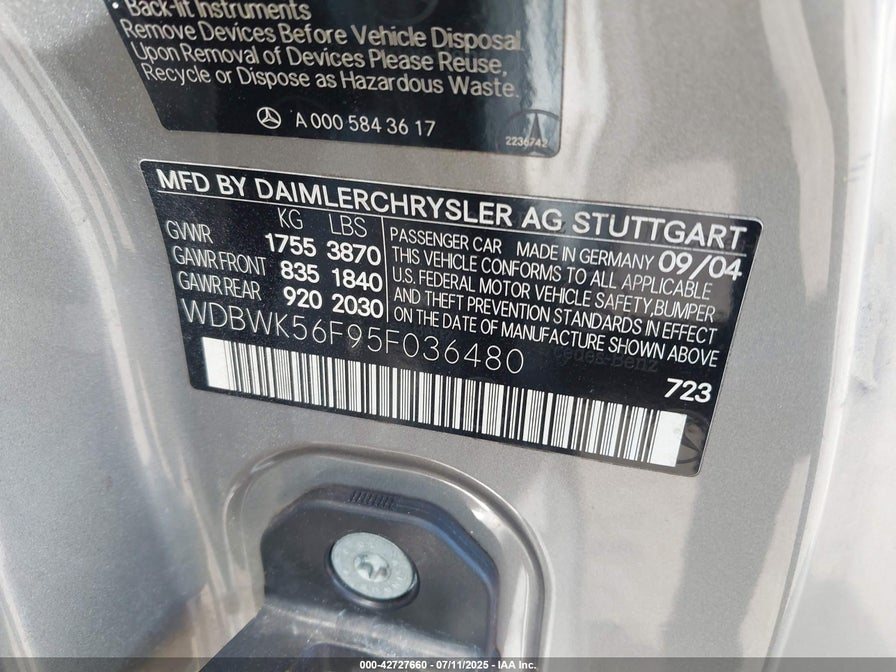 Back-lit Instruments
Remove Devices Before Vehicle Disposal.
Upon Removal of Devices Please Reuse,
Recycle or Dispose as Hazardous Waste.
A 000 584 36 17
2236742
MFD BY DAIMLERCHRYSLER AG STUTTGART
KG LBS
GVWR 1755 3870
GAWR FRONT 835 1840
GAWR REAR 920 2030
PASSENGER CAR MADE IN GERMANY 09/04
THIS VEHICLE CONFORMS TO ALL APPLICABLE
U.S. FEDERAL MOTOR VEHICLE SAFETY, BUMPER
AND THEFT PREVENTION STANDARDS IN EFFECT
ON THE DATE OF MANUFACTURE SHOWN ABOVE
WDBWK56F95F036480
Mercedes-Benz
723
000-42727660 - 07/11/2025 - IAA Inc.